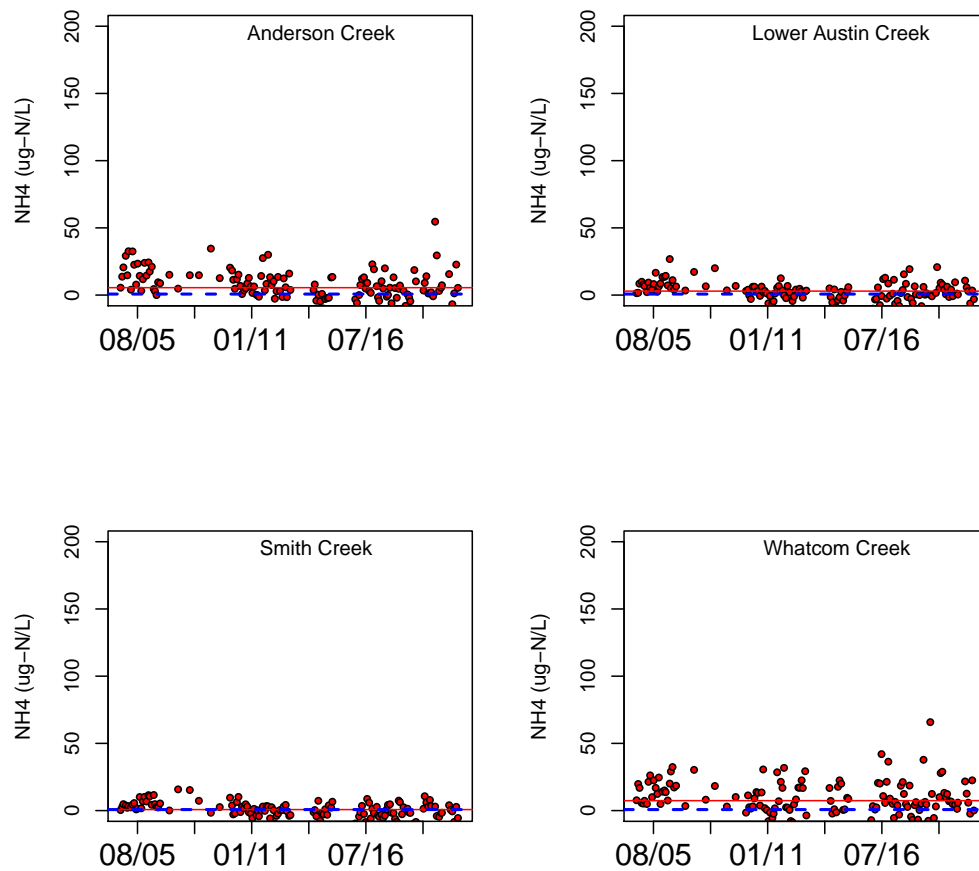 Anderson Creek
NH4 (ug−N/L)
200
150
100
50
0
08/05 01/11 07/16
Lower Austin Creek
NH4 (ug−N/L)
200
150
100
50
0
08/05 01/11 07/16
Smith Creek
NH4 (ug−N/L)
200
150
100
50
0
08/05 01/11 07/16
Whatcom Creek
NH4 (ug−N/L)
200
150
100
50
0
08/05 01/11 07/16